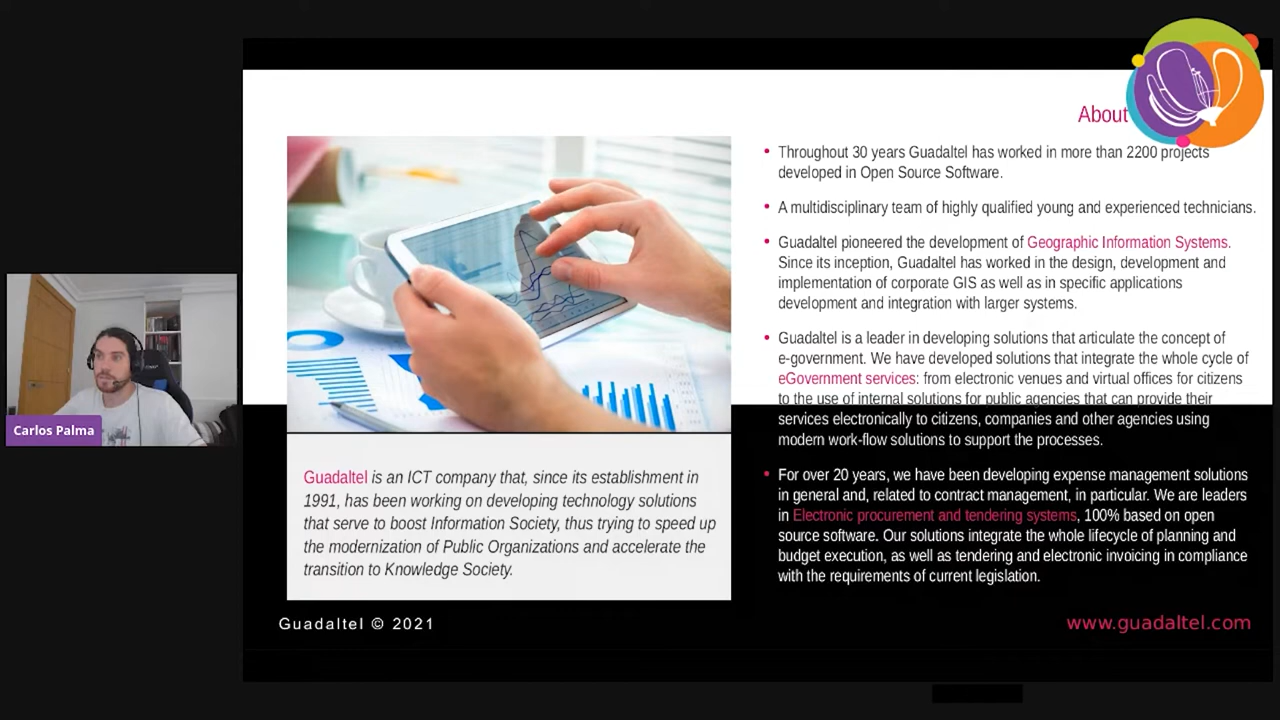 About
Throughout 30 years Guadaltel has worked in more than 2200 projects
developed in Open Source Software.
A multidisciplinary team of highly qualified young and experienced technicians.
Guadaltel pioneered the development of Geographic Information Systems.
Since its inception, Guadaltel has worked in the design, development and
implementation of corporate GIS as well as in specific applications
development and integration with larger systems.
Guadaltel is a leader in developing solutions that articulate the concept of
e-government. We have developed solutions that integrate the whole cycle of
eGovernment services: from electronic venues and virtual offices for citizens
to the use of internal solutions for public agencies that can provide their
services electronically to citizens, companies and other agencies using
modern work-flow solutions to support the processes.
For over 20 years, we have been developing expense management solutions
in general and, related to contract management, in particular. We are leaders
in Electronic procurement and tendering systems, 100% based on open
source software. Our solutions integrate the whole lifecycle of planning and
budget execution, as well as tendering and electronic invoicing in compliance
with the requirements of current legislation.
Guadaltel is an ICT company that, since its establishment in
1991, has been working on developing technology solutions
that serve to boost Information Society, thus trying to speed up
the modernization of Public Organizations and accelerate the
transition to Knowledge Society.
Carlos Palma
Guadaltel © 2021
www.guadaltel.com